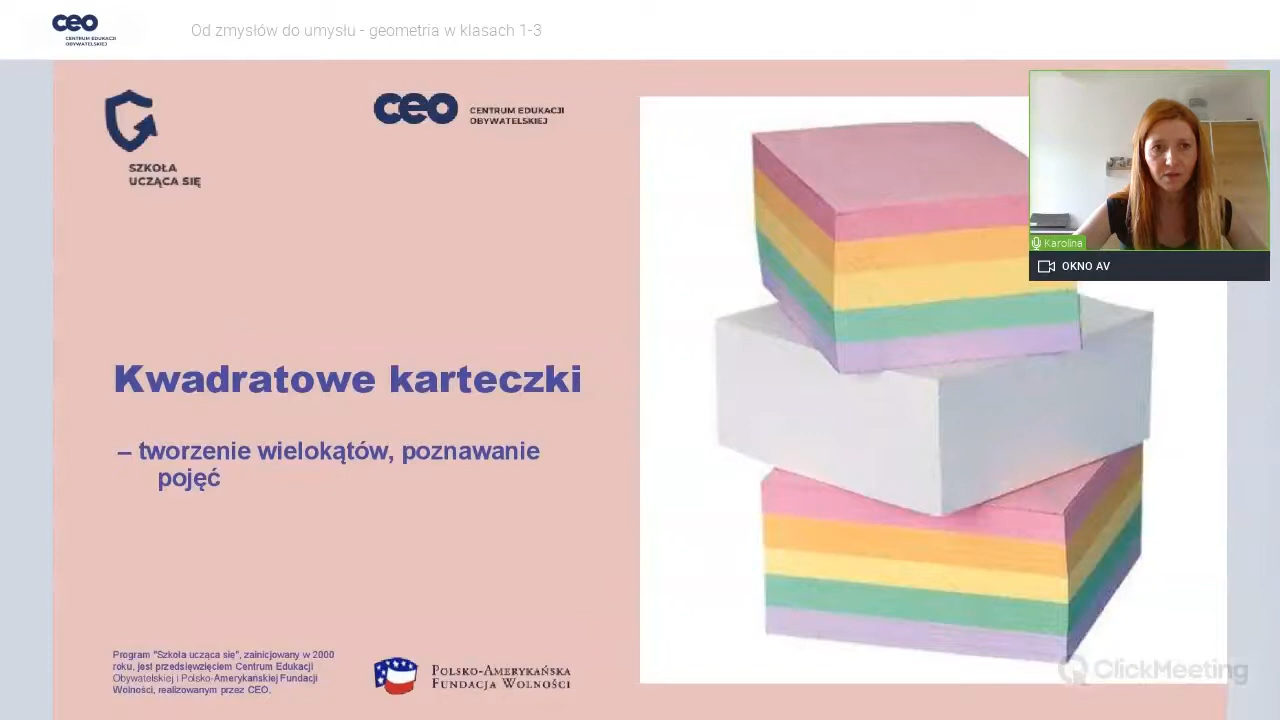 ceo
CENTRUM EDUKACJI
OBYWATELSKIEJ
Od zmysłów do umysłu - geometria w klasach 1-3
SZKOŁA
UCZĄCA SIĘ
ceo
CENTRUM EDUKACJI
OBYWATELSKIEJ
Karolina
OKNO AV
Kwadratowe karteczki
– tworzenie wielokątów, poznawanie
pojęć
Program "Szkoła ucząca się", zainicjowany w 2000
roku, jest przedsięwzięciem Centrum Edukacji
Obywatelskiej i Polsko-Amerykańskiej Fundacji
Wolności, realizowanym przez CEO.
POLSKO-AMERYKAŃSKA
FUNDACJA WOLNOŚCI
ClickMeeting